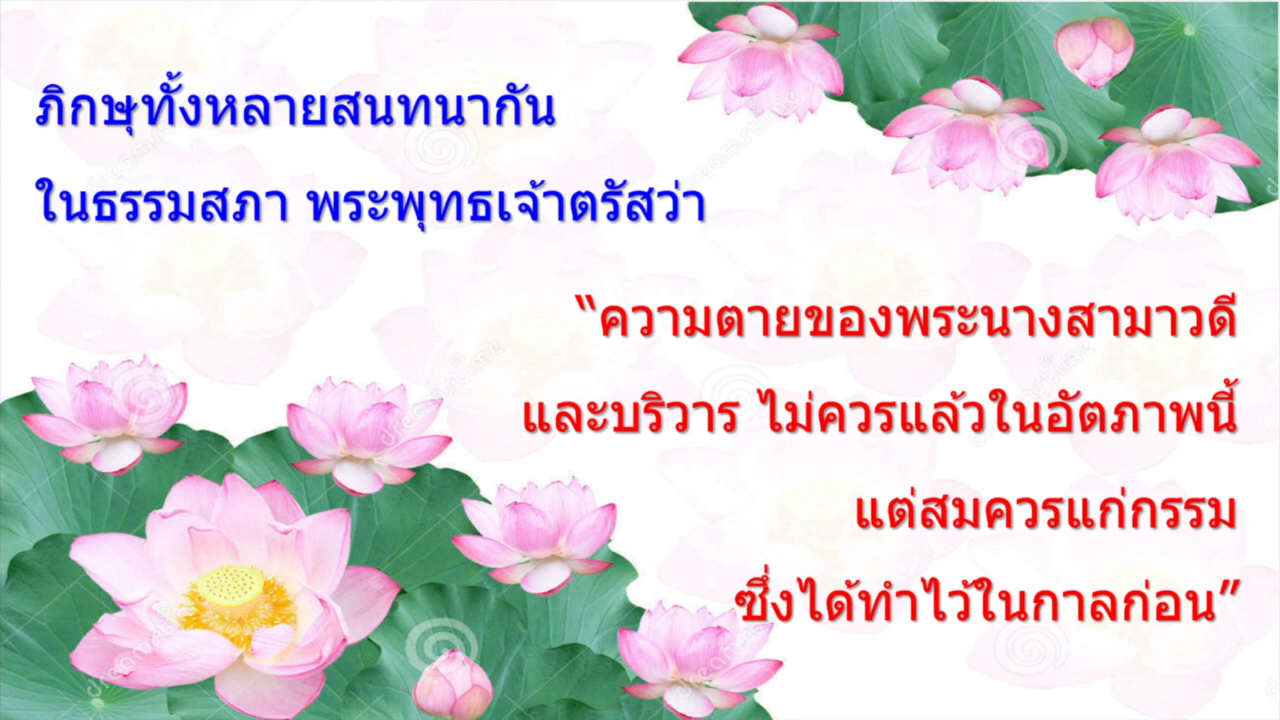 ภิกษุทั้งหลายสนทนากัน
ในธรรมสภา พระพุทธเจ้าตรัสว่า
“ความตายของพระนางสามาวดี
และบริวาร ไม่ควรแล้วในอัตภาพนี้
แต่สมควรแก่กรรม
ซึ่งได้ทำไว้ในกาลก่อน”